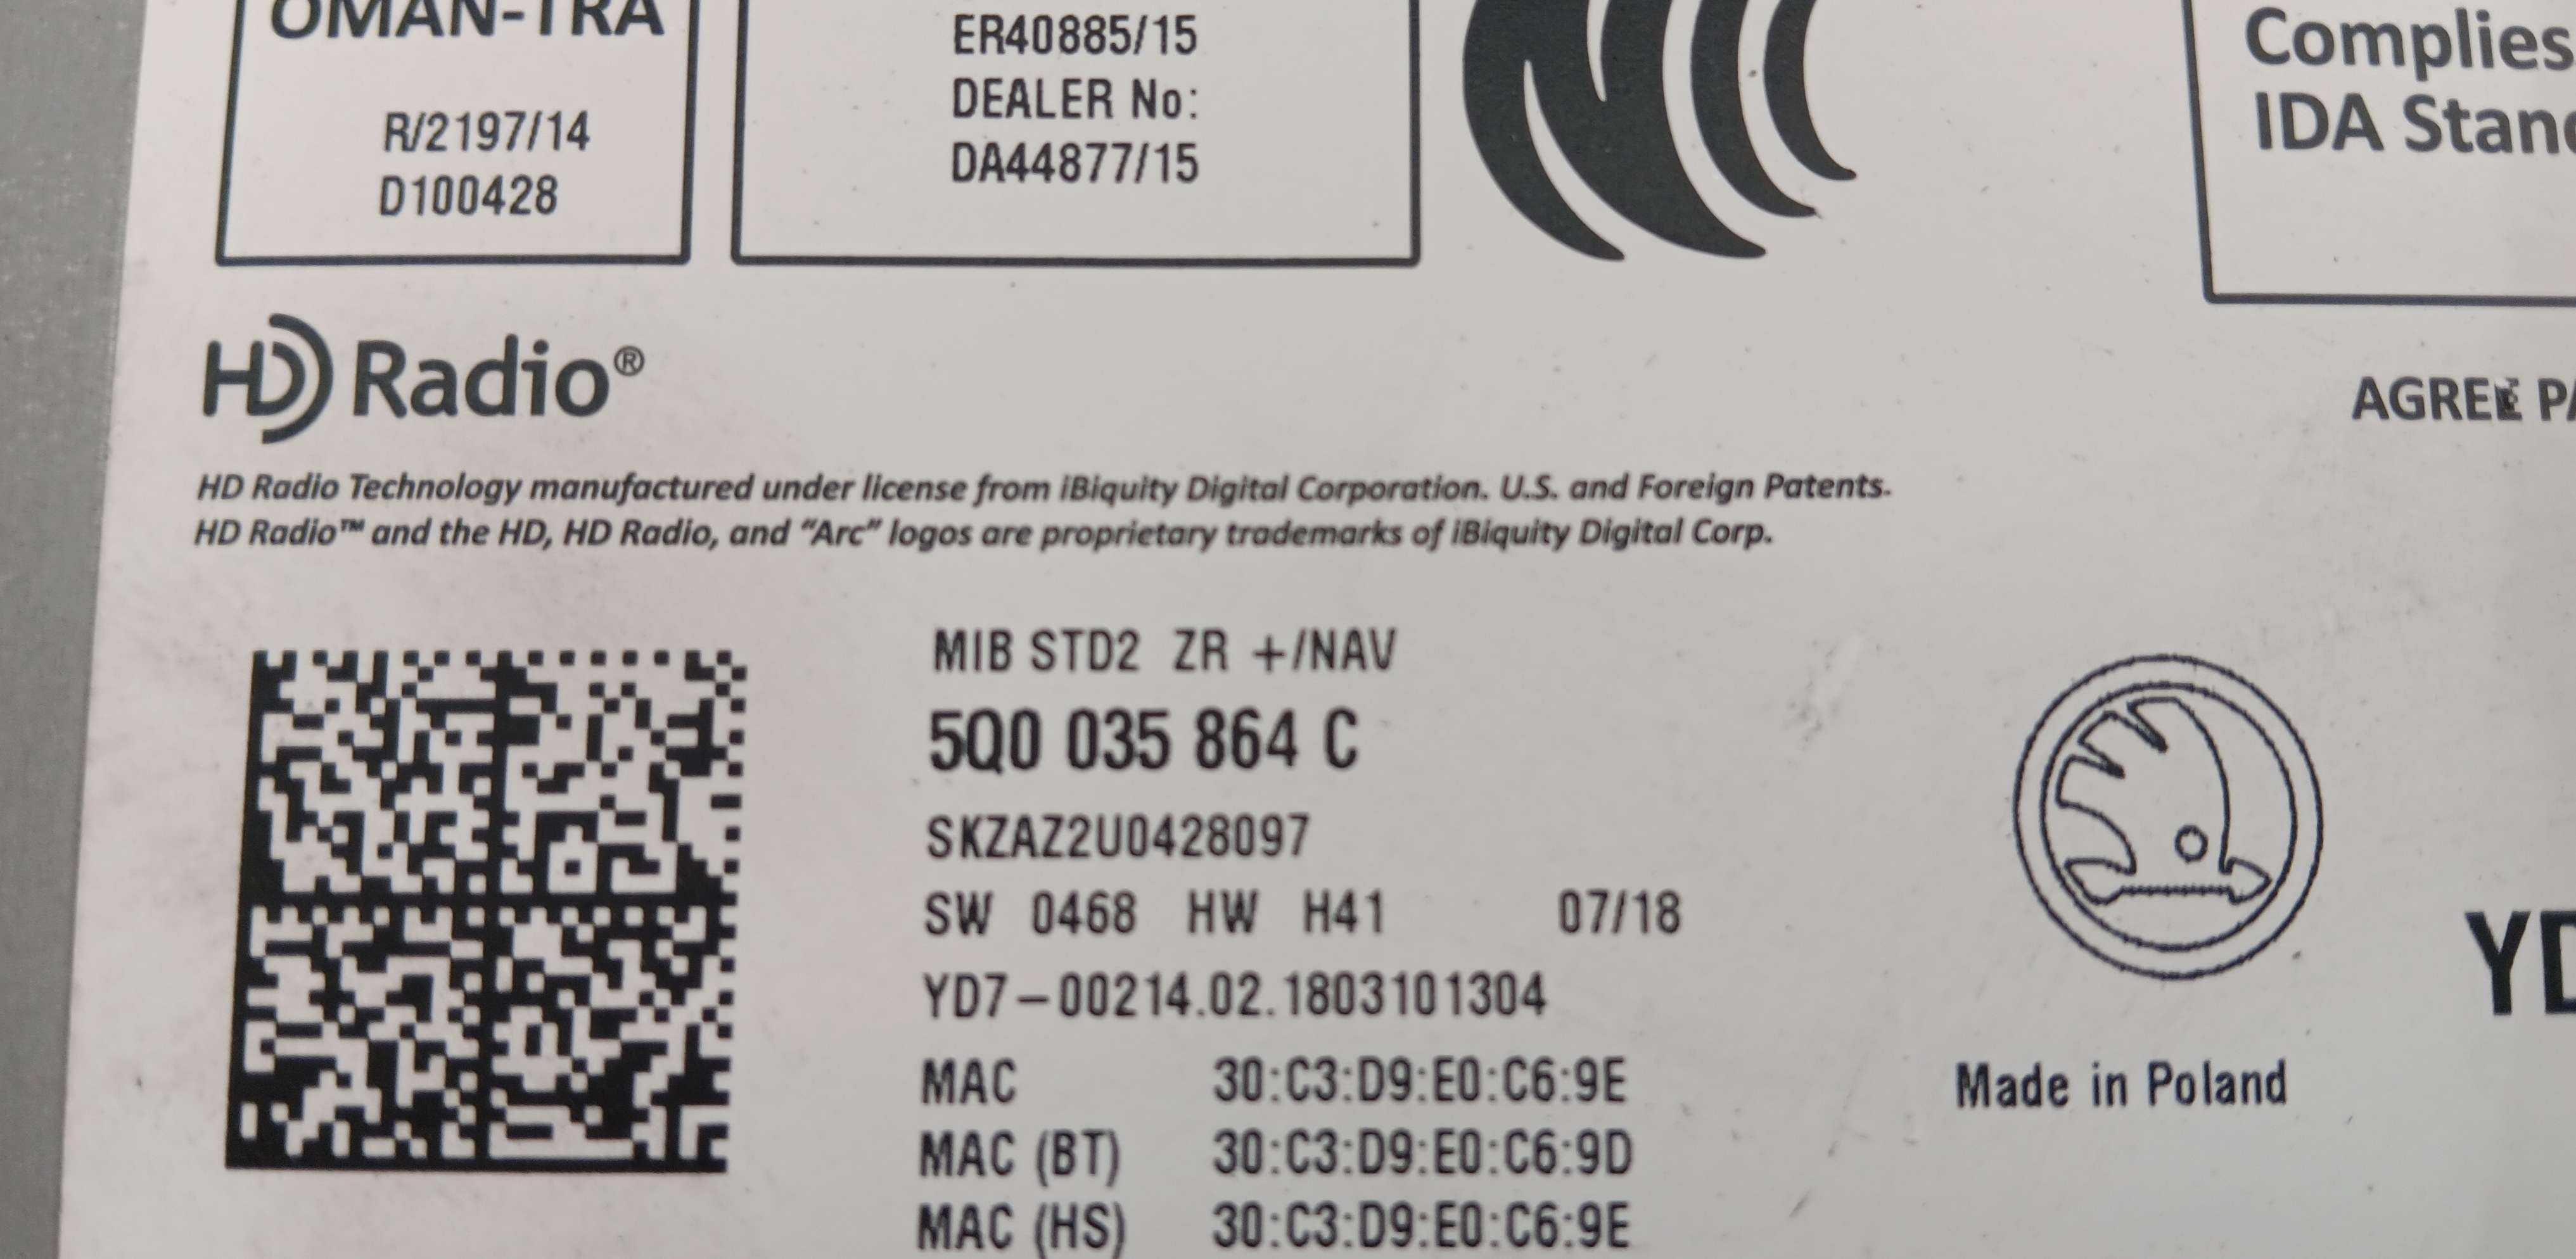 OMAN-TRA
R/2197/14
D100428
ER40885/15
DEALER No:
DA44877/15
Complies
IDA
HD Radio®
AGREE
HD Radio Technology manufactured under license from iBiquity Digital Corporation. U.S. and Foreign Patents.
HD Radio™ and the HD, HD Radio, and “Arc” logos are proprietary trademarks of iBiquity Digital Corp.
MIB STD2 ZR +/NAV
5Q0 035 864 C
SKZAZ2U0428097
SW 0468 HW H41 07/18
YD7-00214.02.1803101304
MAC 30:C3:D9:E0:C6:9E
MAC (BT) 30:C3:D9:E0:C6:9D
MAC (HS) 30:C3:D9:E0:C6:9E
Made in Poland